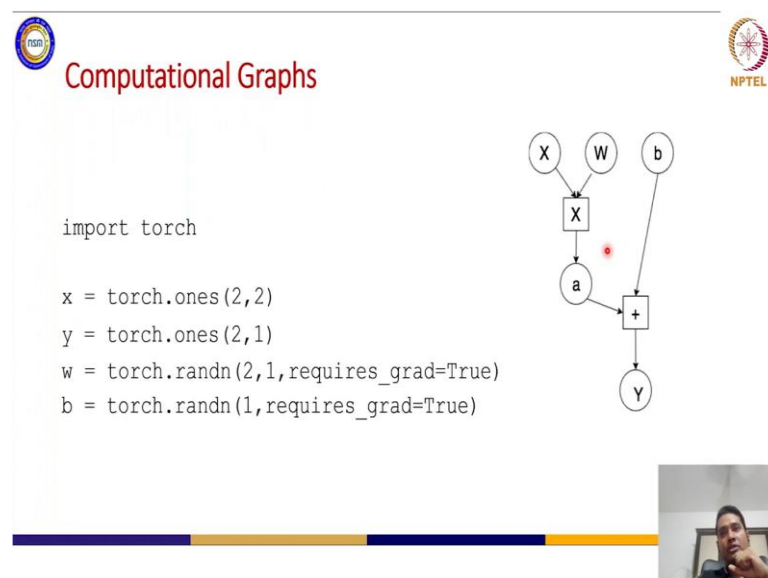 nsm
Computational Graphs
NPTEL
import torch
x = torch.ones(2,2)
y = torch.ones(2,1)
w = torch.randn(2,1,requires_grad=True)
b = torch.randn(1,requires_grad=True)
X W b
X
a
+
Y